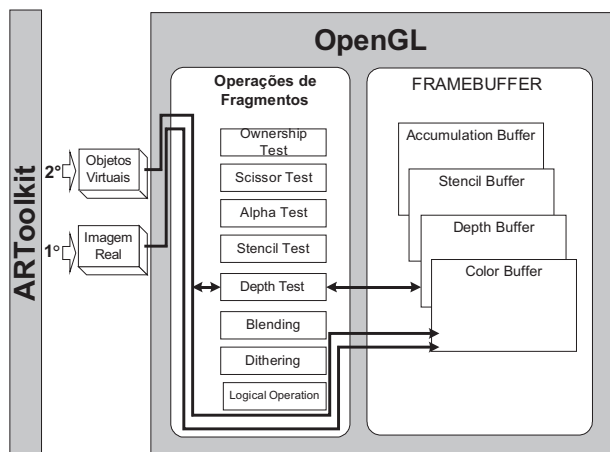 OpenGL
ARToolkit
Operações de
Fragmentos
FRAMEBUFFER
2°
Objetos
Virtuais
1°
Imagem
Real
Ownership
Test
Scissor Test
Alpha Test
Stencil Test
Depth Test
Blending
Dithering
Logical Operation
Accumulation Buffer
Stencil Buffer
Depth Buffer
Color Buffer